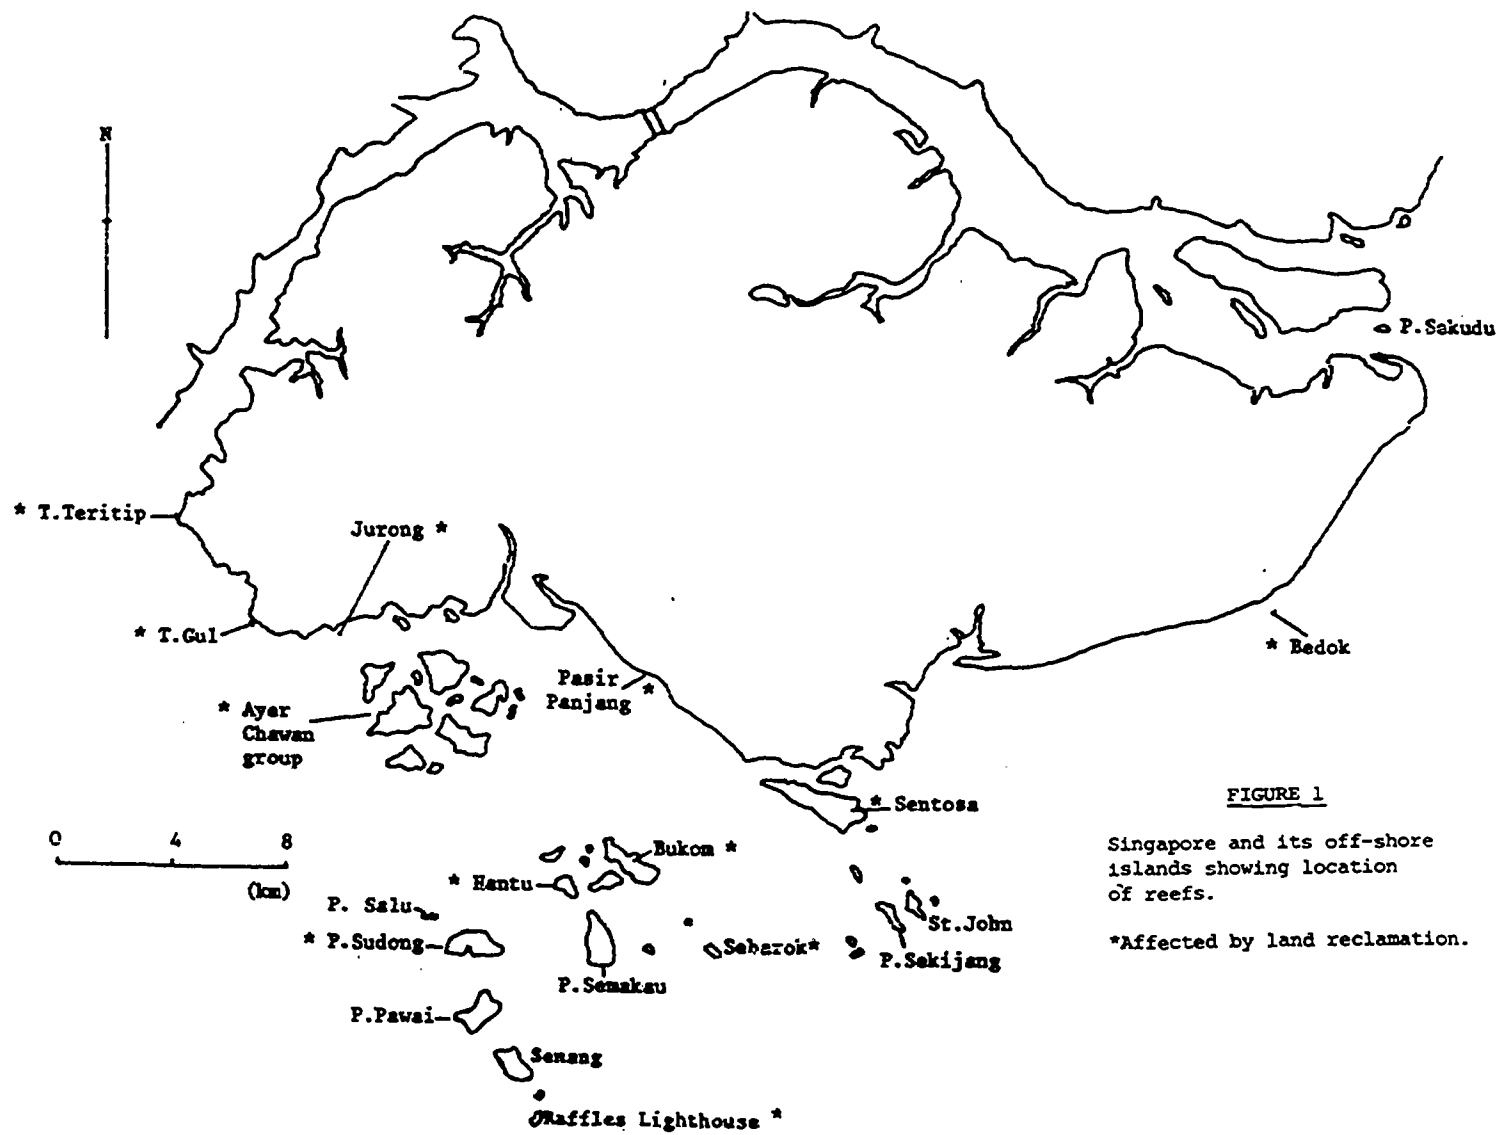 N
P.Sakudu
* T.Teritip
Jurong *
* T.Gul
* Bedok
Pasir
Panjang *
* Ayer
Chawan
group
* Sentosa
FIGURE 1
Singapore and its off-shore
islands showing location
of reefs.
*Affected by land reclamation.
0 4 8
(km)
Bukom *
* Hantu
P. Salu
* P.Sudong
St.John
Sebarok*
P.Sekijang
P.Semakau
P.Pawai
Senang
Raffles Lighthouse *